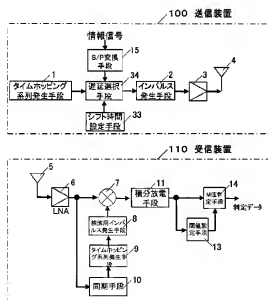 100 送信装置
情報信号
S/P変換
手段
15
1
タイムホッピング
系列発生手段
34
遅延選択
手段
2
インパルス
発生手段
3
4
シフト時間
設定手段
33
110 受信装置
5
6
LNA
7
11
積分放電
手段
14
M値判
定手段
判定データ
検波用インパ
ルス発生手段
8
閾値設
定手段
13
タイムホッピン
グ系列発生手段
9
同期手段
10